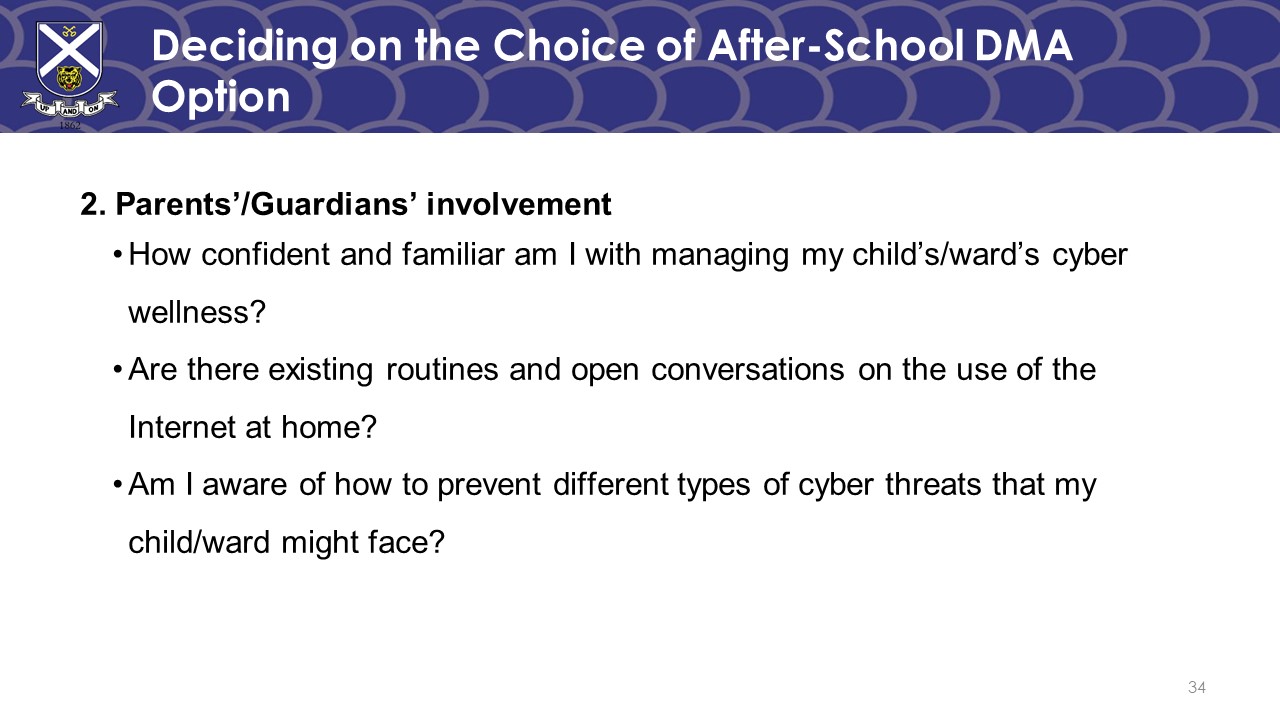 Deciding on the Choice of After-School DMA
Option
UP AND ON
1862
2. Parents’/Guardians’ involvement
•How confident and familiar am I with managing my child’s/ward’s cyber
wellness?
•Are there existing routines and open conversations on the use of the
Internet at home?
•Am I aware of how to prevent different types of cyber threats that my
child/ward might face?
34